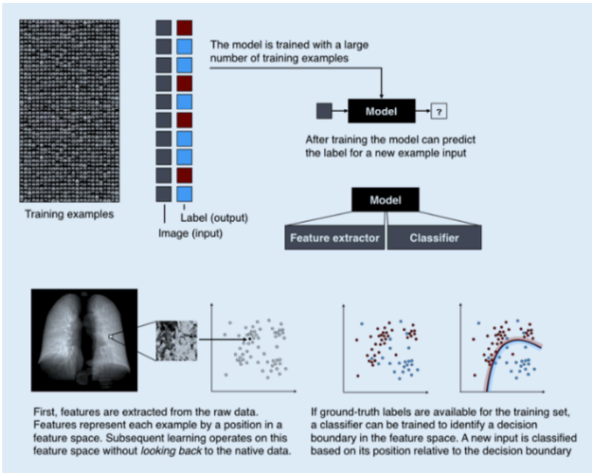 The model is trained with a large
number of training examples
Model
?
After training the model can predict
the label for a new example input
Training examples
Label (output)
Image (input)
Model
Feature extractor
Classifier
First, features are extracted from the raw data.
Features represent each example by a position in a
feature space. Subsequent learning operates on this
feature space without looking back to the native data.
If ground-truth labels are available for the training set,
a classifier can be trained to identify a decision
boundary in the feature space. A new input is classified
based on its position relative to the decision boundary